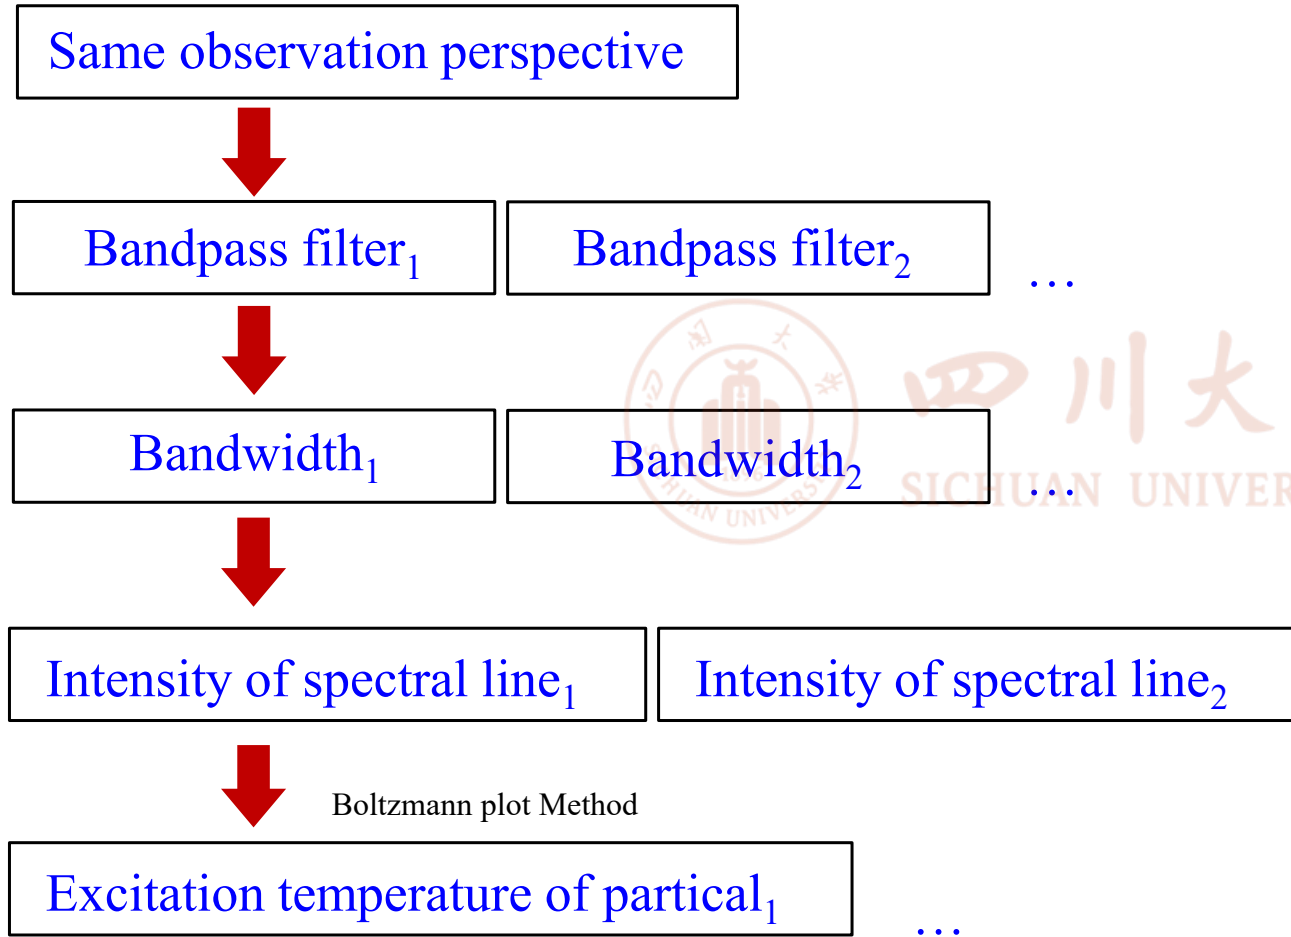 Same observation perspective
Bandpass filter₁ Bandpass filter₂ …
Bandwidth₁ Bandwidth₂ …
四川大
SICHUAN UNIVER
Intensity of spectral line₁ Intensity of spectral line₂
Boltzmann plot Method
Excitation temperature of partical₁ …